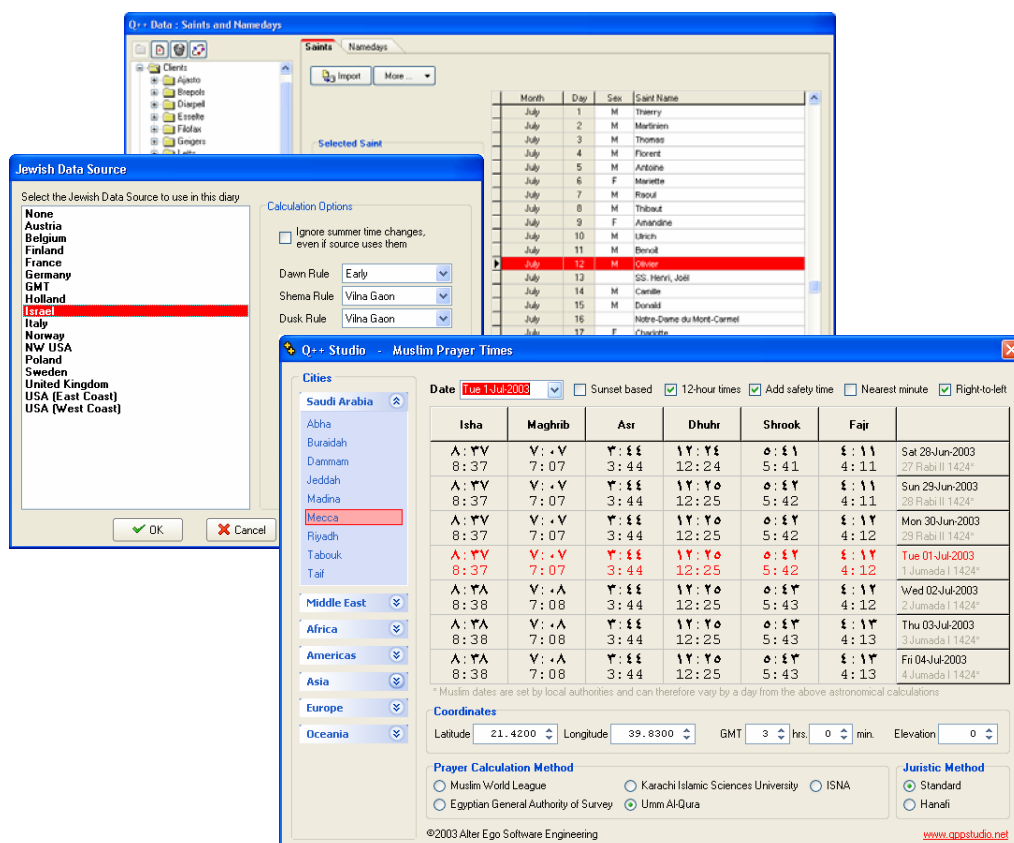 Q++ Data : Saints and Namedays
Saints Namedays
Clients
Ajasto
Brepols
Diarpell
Esselte
Filofax
Geigers
Import More ...
Selected Saint
Month Day Sex Saint Name
July 1 M Thierry
July 2 M Martinien
July 3 M Thomas
July 4 M Florent
July 5 M Antoine
July 6 F Mariette
July 7 M Raoul
July 8 M Thibaut
July 9 F Amandine
July 10 M Ulrich
July 11 M Benoît
July 12 M Olivier
July 13 SS. Henri, Joël
July 14 M Camille
July 15 M Donald
July 16 Notre-Dame du Mont-Carmel
July 17 F Charlotte
Jewish Data Source
Select the Jewish Data Source to use in this diary
None
Austria
Belgium
Finland
France
Germany
GMT
Holland
Israel
Italy
Norway
NW USA
Poland
Sweden
United Kingdom
USA (East Coast)
USA (West Coast)
Calculation Options
Ignore summer time changes,
even if source uses them
Dawn Rule Early
Shema Rule Vilna Gaon
Dusk Rule Vilna Gaon
OK Cancel
Q++ Studio - Muslim Prayer Times
Cities
Saudi Arabia
Abha
Buraidah
Dammam
Jeddah
Madina
Mecca
Riyadh
Tabouk
Taif
Middle East
Africa
Americas
Asia
Europe
Oceania
Date Tue 1-Jul-2003 Sunset based 12-hour times Add safety time Nearest minute Right-to-left
Isha Maghrib Asr Dhuhr Shrook Fajr
٨:٣٧ ٧:٠٧ ٣:٤٤ ١٢:٢٤ ٥:٤١ ٤:١١ Sat 28-Jun-2003
8:37 7:07 3:44 12:24 5:41 4:11 27 Rabi II 1424*
٨:٣٧ ٧:٠٧ ٣:٤٤ ١٢:٢٥ ٥:٤٢ ٤:١١ Sun 29-Jun-2003
8:37 7:07 3:44 12:25 5:42 4:11 28 Rabi II 1424*
٨:٣٧ ٧:٠٧ ٣:٤٤ ١٢:٢٥ ٥:٤٢ ٤:١٢ Mon 30-Jun-2003
8:37 7:07 3:44 12:25 5:42 4:12 29 Rabi II 1424*
٨:٣٧ ٧:٠٧ ٣:٤٤ ١٢:٢٥ ٥:٤٢ ٤:١٢ Tue 01-Jul-2003
8:37 7:07 3:44 12:25 5:42 4:12 1 Jumada I 1424*
٨:٣٨ ٧:٠٨ ٣:٤٤ ١٢:٢٥ ٥:٤٣ ٤:١٢ Wed 02-Jul-2003
8:38 7:08 3:44 12:25 5:43 4:12 2 Jumada I 1424*
٨:٣٨ ٧:٠٨ ٣:٤٤ ١٢:٢٥ ٥:٤٣ ٤:١٣ Thu 03-Jul-2003
8:38 7:08 3:44 12:25 5:43 4:13 3 Jumada I 1424*
٨:٣٨ ٧:٠٨ ٣:٤٤ ١٢:٢٥ ٥:٤٣ ٤:١٣ Fri 04-Jul-2003
8:38 7:08 3:44 12:25 5:43 4:13 4 Jumada I 1424*
* Muslim dates are set by local authorities and can therefore vary by a day from the above astronomical calculations
Coordinates
Latitude 21.4200 Longitude 39.8300 GMT 3 hrs. 0 min. Elevation 0
Prayer Calculation Method
Muslim World League Karachi Islamic Sciences University ISNA
Egyptian General Authority of Survey Umm Al-Qura
Juristic Method
Standard
Hanafi
©2003 Alter Ego Software Engineering www.qppstudio.net